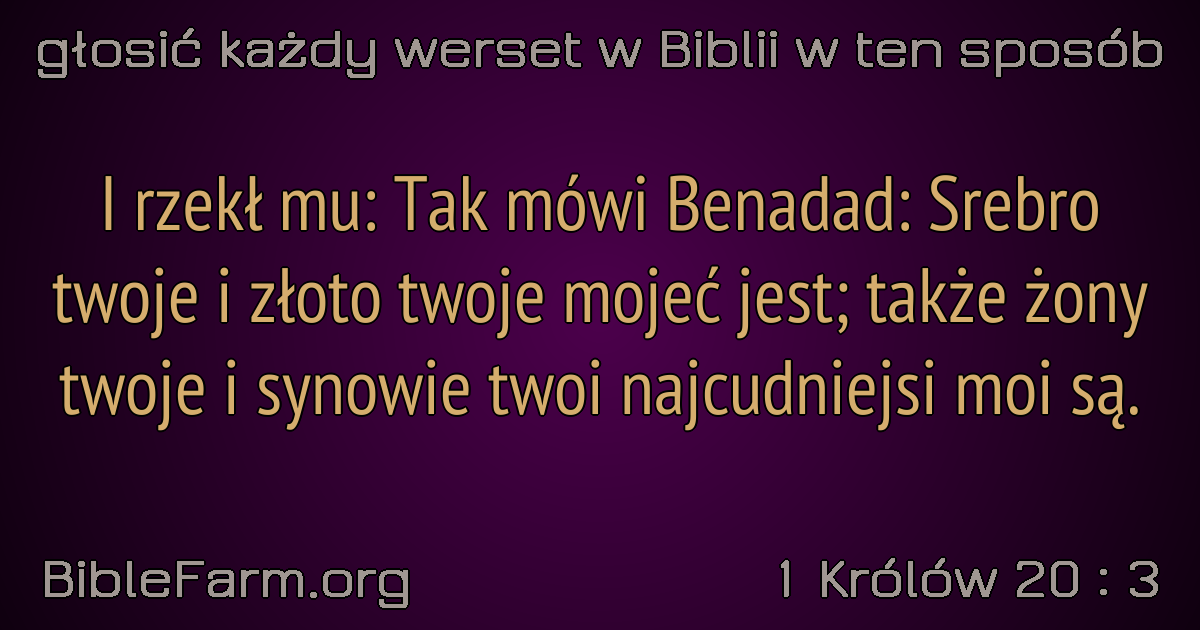 głosić każdy werset w Biblii w ten sposób
I rzekł mu: Tak mówi Benadad: Srebro
twoje i złoto twoje mojeć jest; także żony
twoje i synowie twoi najcudniejsi moi są.
BibleFarm.org
1 Królów 20 : 3